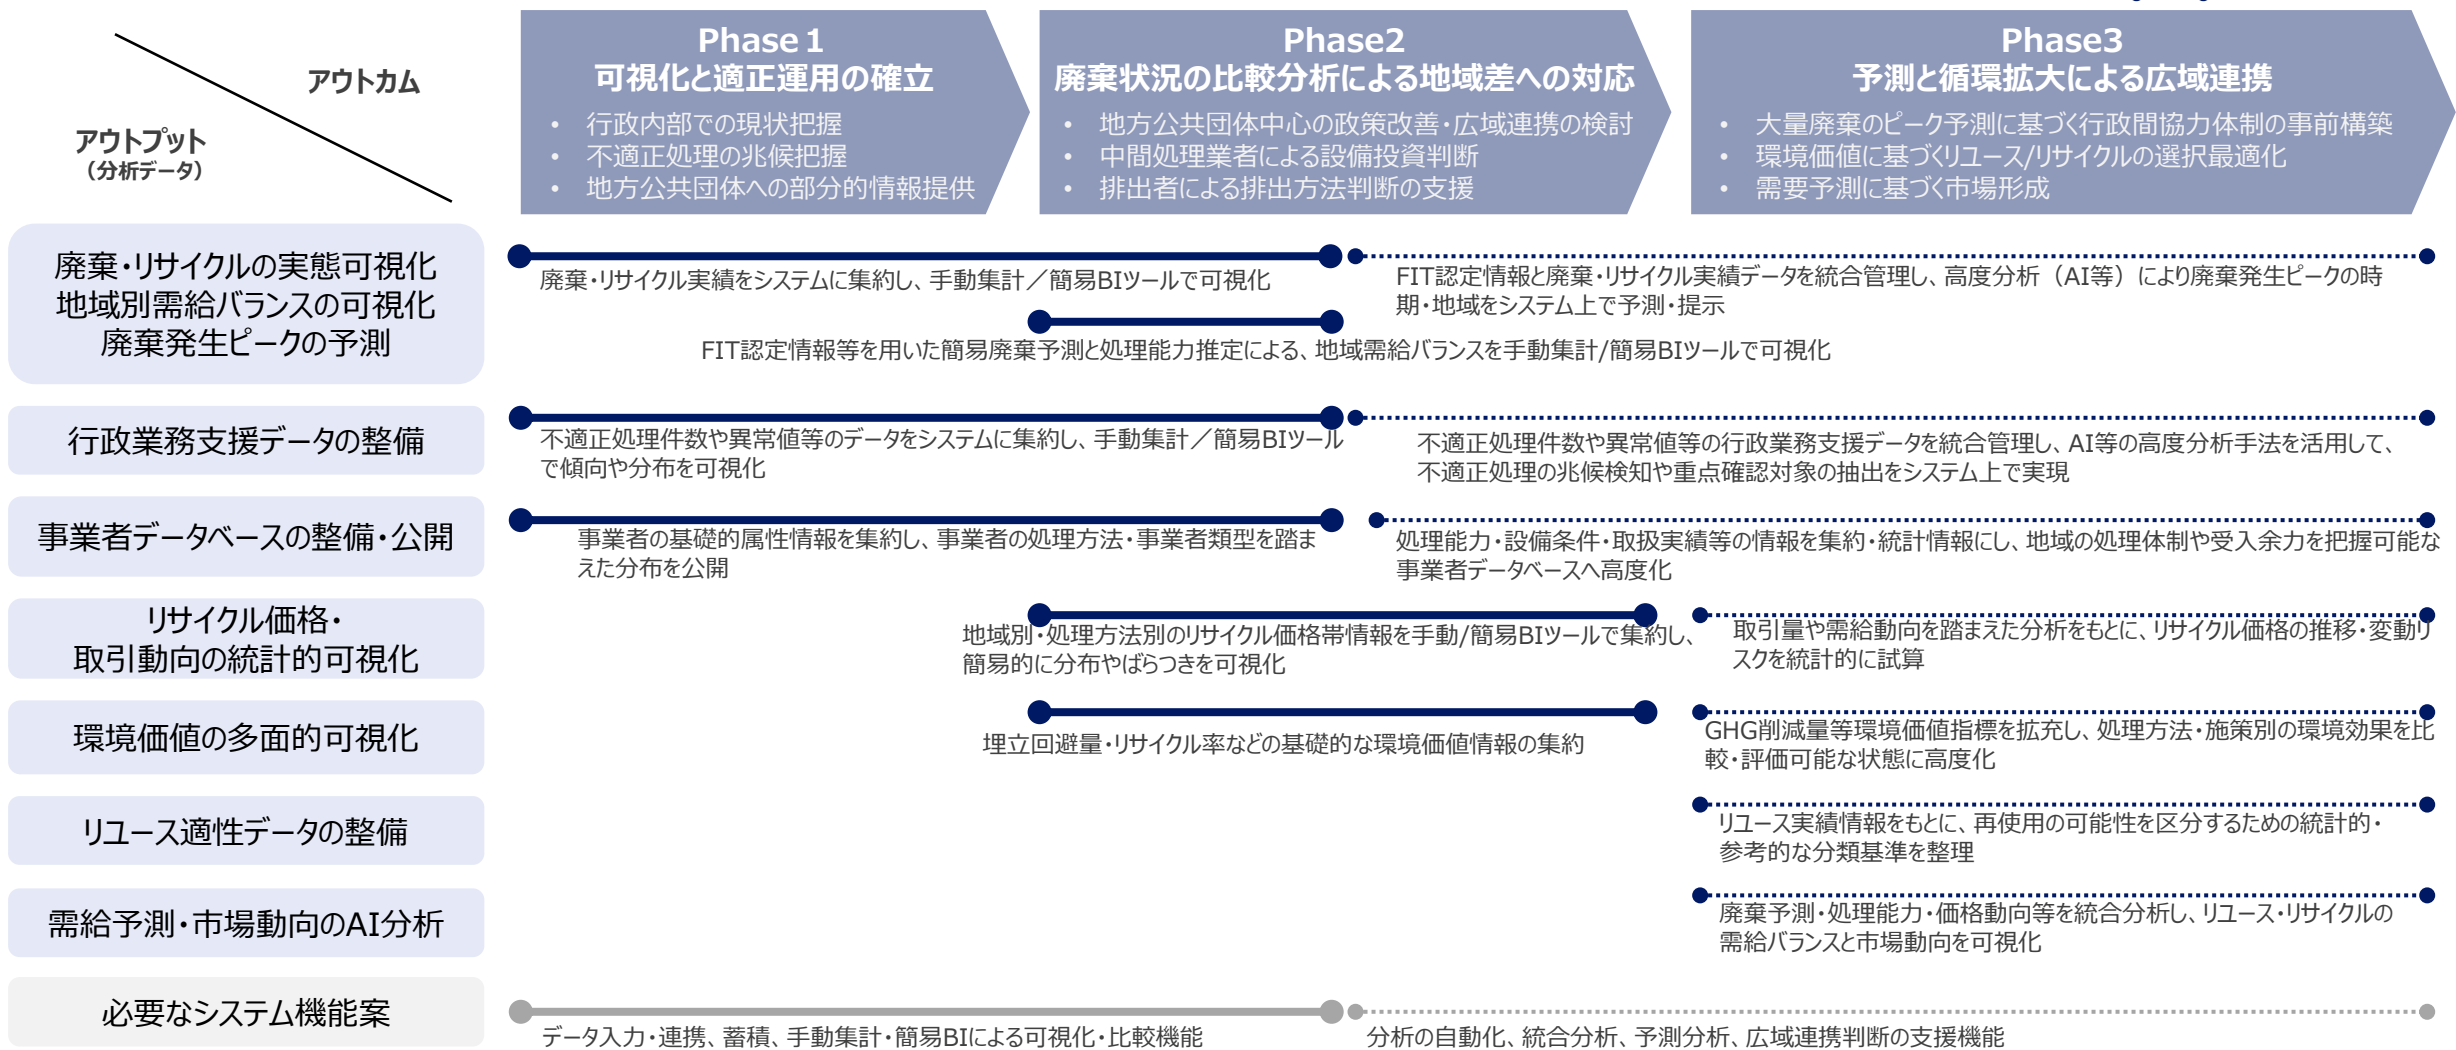 アウトカム
アウトプット
（分析データ）
Phase１
可視化と適正運用の確立
• 行政内部での現状把握
• 不適正処理の兆候把握
• 地方公共団体への部分的情報提供
Phase2
廃棄状況の比較分析による地域差への対応
• 地方公共団体中心の政策改善・広域連携の検討
• 中間処理業者による設備投資判断
• 排出者による排出方法判断の支援
Phase3
予測と循環拡大による広域連携
• 大量廃棄のピーク予測に基づく行政間協力体制の事前構築
• 環境価値に基づくリユース/リサイクルの選択最適化
• 需要予測に基づく市場形成
廃棄・リサイクルの実態可視化
地域別需給バランスの可視化
廃棄発生ピークの予測
廃棄・リサイクル実績をシステムに集約し、手動集計／簡易BIツールで可視化
FIT認定情報と廃棄・リサイクル実績データを統合管理し、高度分析（AI等）により廃棄発生ピークの時
期・地域をシステム上で予測・提示
FIT認定情報等を用いた簡易廃棄予測と処理能力推定による、地域需給バランスを手動集計/簡易BIツールで可視化
行政業務支援データの整備
不適正処理件数や異常値等のデータをシステムに集約し、手動集計／簡易BIツール
で傾向や分布を可視化
不適正処理件数や異常値等の行政業務支援データを統合管理し、AI等の高度分析手法を活用して、
不適正処理の兆候検知や重点確認対象の抽出をシステム上で実現
事業者データベースの整備・公開
事業者の基礎的属性情報を集約し、事業者の処理方法・事業者類型を踏ま
えた分布を公開
処理能力・設備条件・取扱実績等の情報を集約・統計情報にし、地域の処理体制や受入余力を把握可能な
事業者データベースへ高度化
リサイクル価格・
取引動向の統計的可視化
地域別・処理方法別のリサイクル価格帯情報を手動/簡易BIツールで集約し、
簡易的に分布やばらつきを可視化
取引量や需給動向を踏まえた分析をもとに、リサイクル価格の推移・変動リ
スクを統計的に試算
環境価値の多面的可視化
埋立回避量・リサイクル率などの基礎的な環境価値情報の集約
GHG削減量等環境価値指標を拡充し、処理方法・施策別の環境効果を比
較・評価可能な状態に高度化
リユース適性データの整備
リユース実績情報をもとに、再使用の可能性を区分するための統計的・
参考的な分類基準を整理
需給予測・市場動向のAI分析
廃棄予測・処理能力・価格動向等を統合分析し、リユース・リサイクルの
需給バランスと市場動向を可視化
必要なシステム機能案
データ入力・連携、蓄積、手動集計・簡易BIによる可視化・比較機能
分析の自動化、統合分析、予測分析、広域連携判断の支援機能